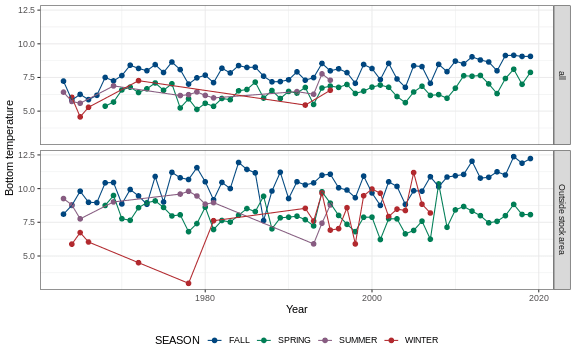 12.5
10.0
7.5
5.0
all
Bottom temperature
12.5
10.0
7.5
5.0
Outside stock area
1980
2000
2020
Year
SEASON FALL SPRING SUMMER WINTER